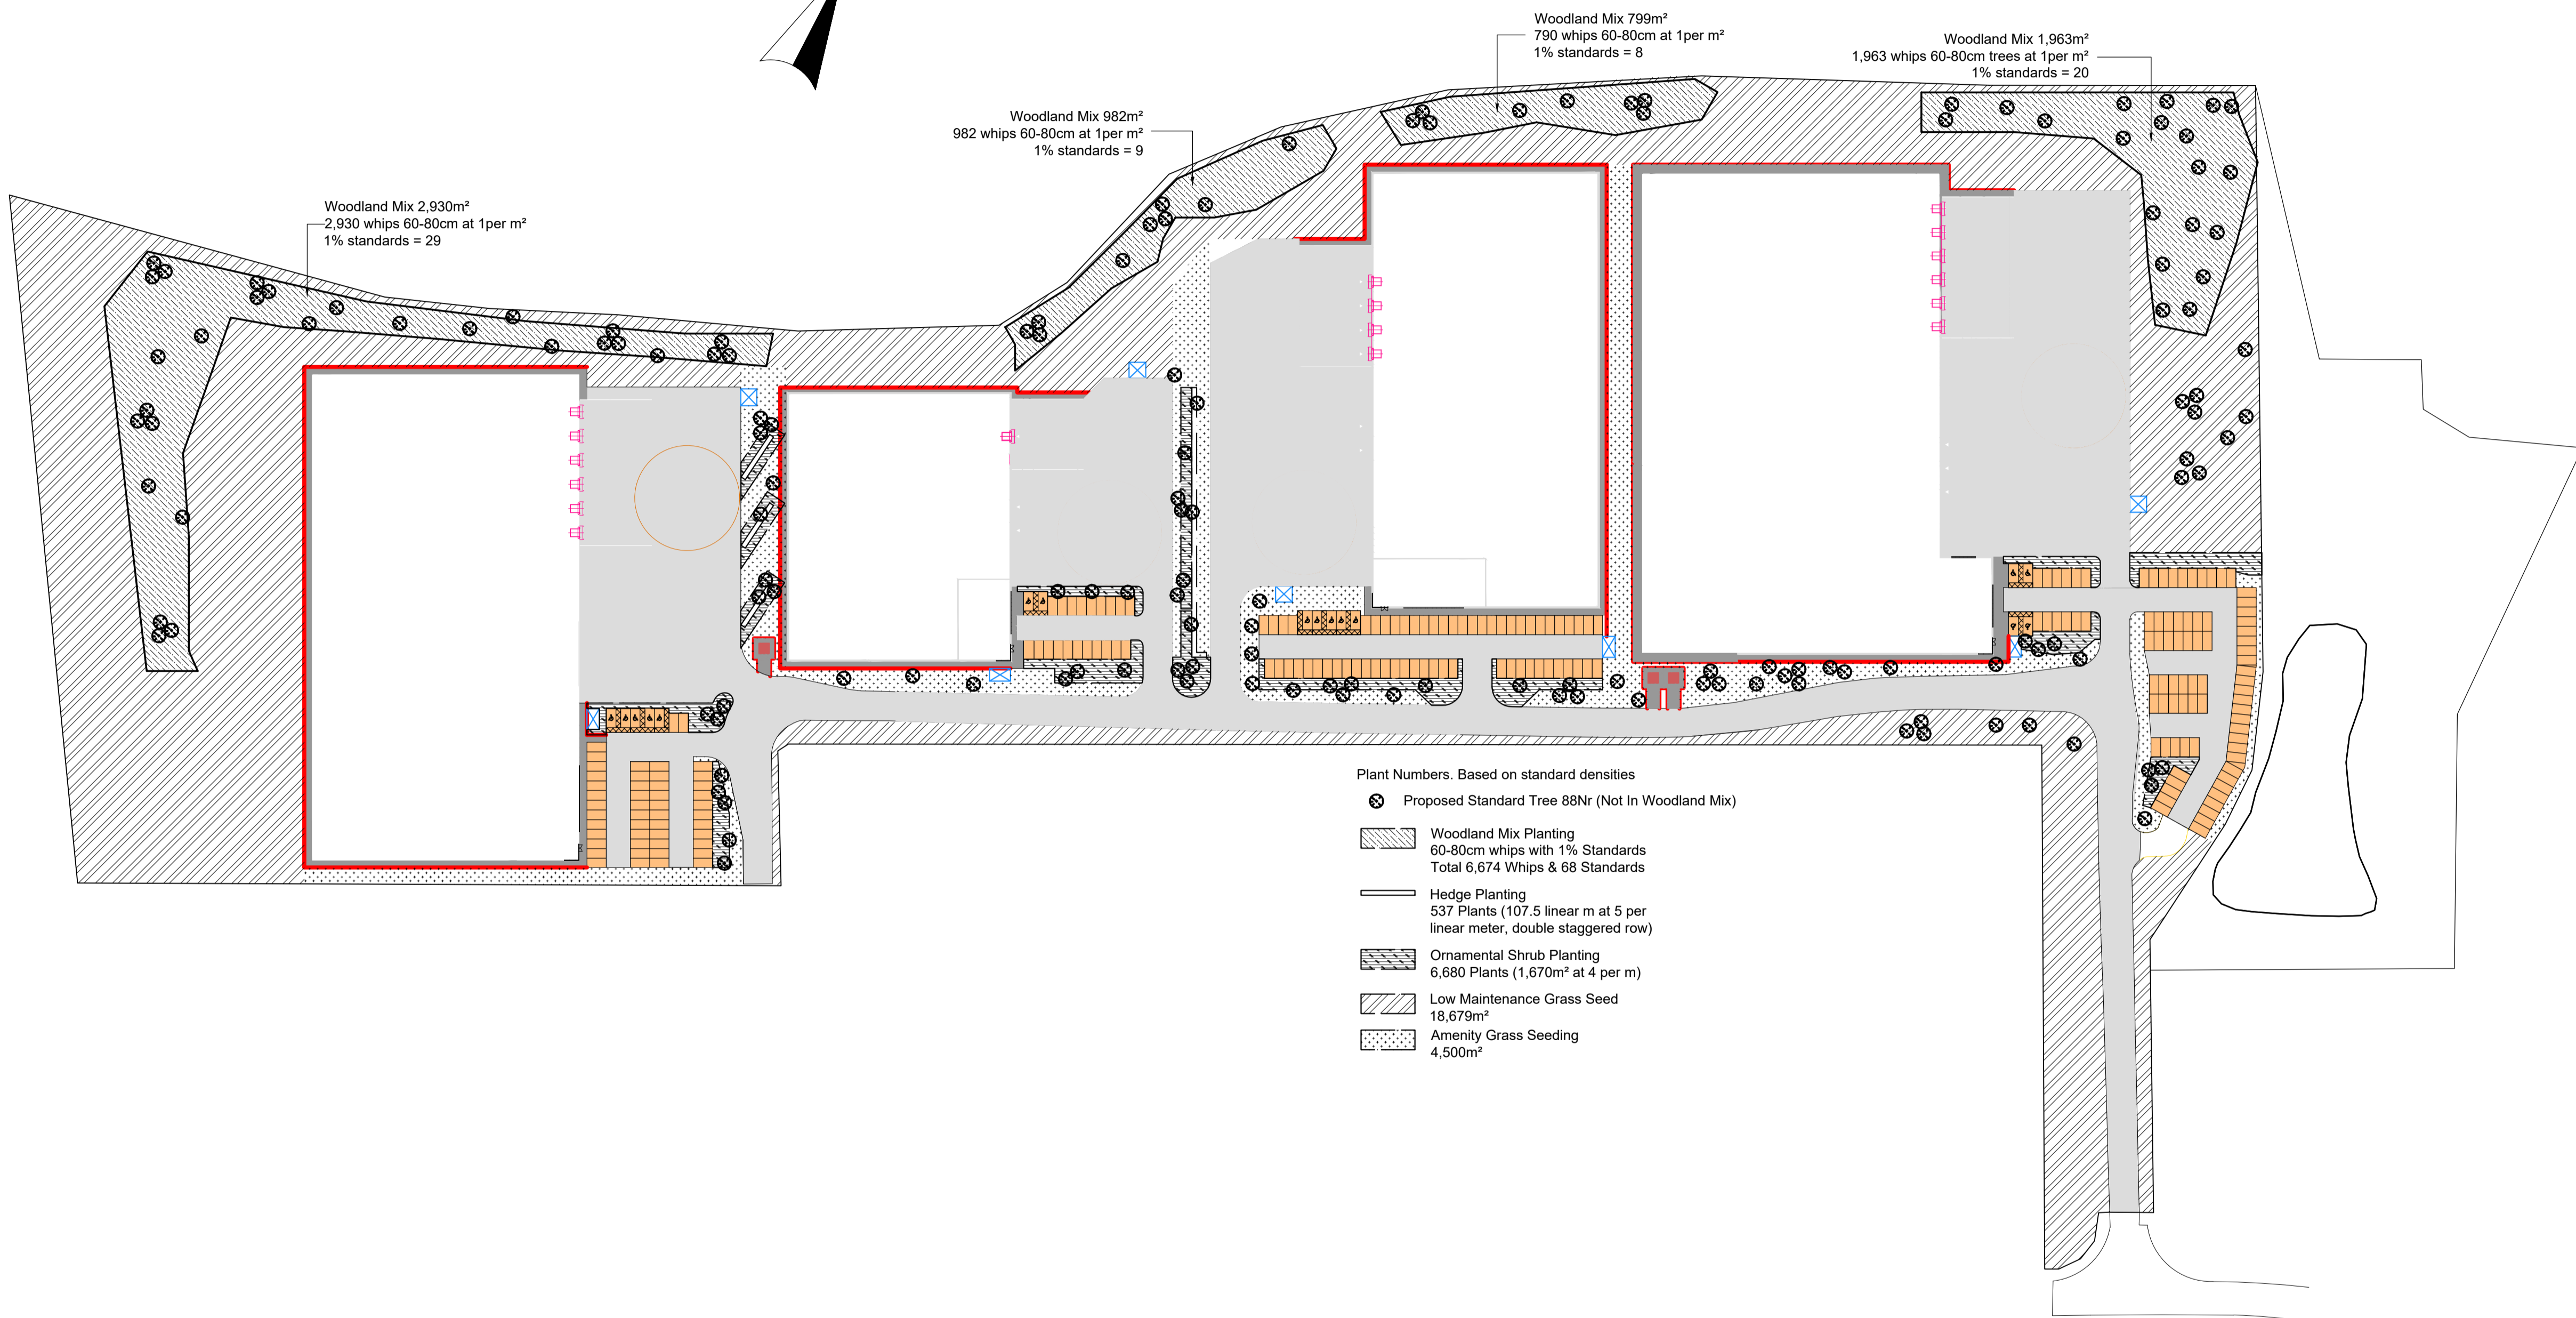 Woodland Mix 799m²
790 whips 60-80cm at 1per m²
1% standards = 8
Woodland Mix 1,963m²
1,963 whips 60-80cm trees at 1per m²
1% standards = 20
Woodland Mix 982m²
982 whips 60-80cm at 1per m²
1% standards = 9
Woodland Mix 2,930m²
2,930 whips 60-80cm at 1per m²
1% standards = 29
Plant Numbers. Based on standard densities
Proposed Standard Tree 88Nr (Not In Woodland Mix)
Woodland Mix Planting
60-80cm whips with 1% Standards
Total 6,674 Whips & 68 Standards
Hedge Planting
537 Plants (107.5 linear m at 5 per
linear meter, double staggered row)
Ornamental Shrub Planting
6,680 Plants (1,670m² at 4 per m)
Low Maintenance Grass Seed
18,679m²
Amenity Grass Seeding
4,500m²